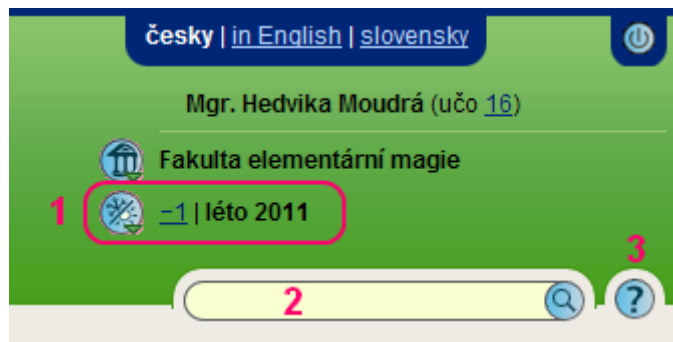 česky | in English | slovensky
Mgr. Hedvika Moudrá (učo 16)
Fakulta elementární magie
1 −1 | léto 2011
3
2 ?